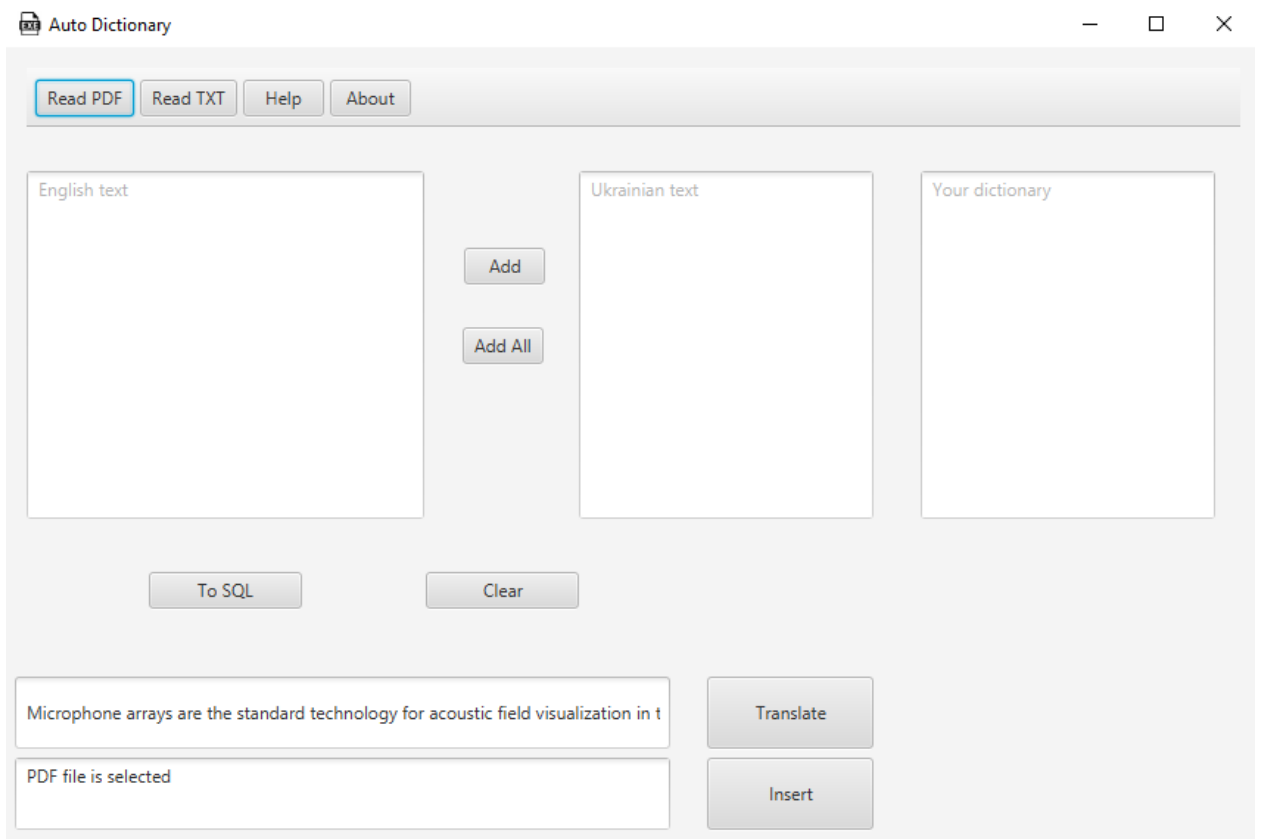 EXE Auto Dictionary
Read PDF Read TXT Help About
English text Ukrainian text Your dictionary
Add
Add All
To SQL Clear
Microphone arrays are the standard technology for acoustic field visualization in t
Translate
PDF file is selected
Insert